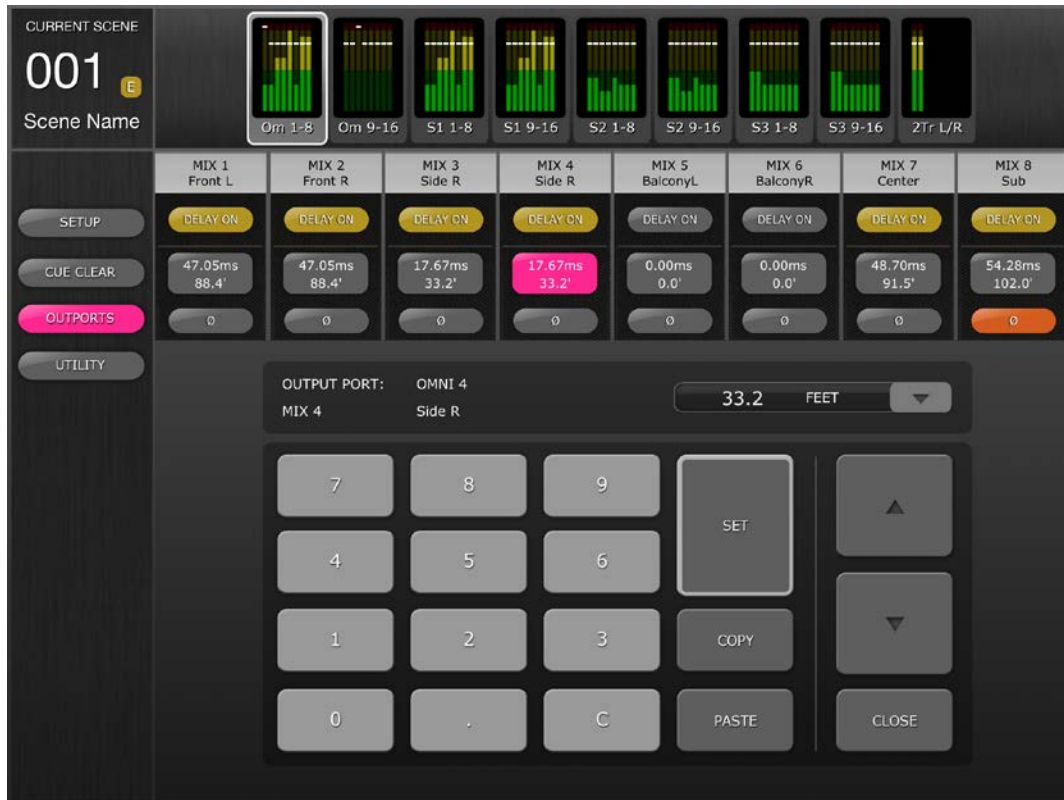 CURRENT SCENE
001 E
Scene Name
Om 1-8 Om 9-16 S1 1-8 S1 9-16 S2 1-8 S2 9-16 S3 1-8 S3 9-16 2Tr L/R
MIX 1 MIX 2 MIX 3 MIX 4 MIX 5 MIX 6 MIX 7 MIX 8
Front L Front R Side R Side R BalconyL BalconyR Center Sub
SETUP
CUE CLEAR
OUTPORTS
UTILITY
DELAY ON DELAY ON DELAY ON DELAY ON DELAY ON DELAY ON DELAY ON DELAY ON
47.05ms 47.05ms 17.67ms 17.67ms 0.00ms 0.00ms 48.70ms 54.28ms
88.4' 88.4' 33.2' 33.2' 0.0' 0.0' 91.5' 102.0'
Ø Ø Ø Ø Ø Ø Ø Ø
OUTPUT PORT: OMNI 4
MIX 4 Side R
33.2 FEET
7 8 9 SET
4 5 6
1 2 3 COPY
0 . C PASTE CLOSE